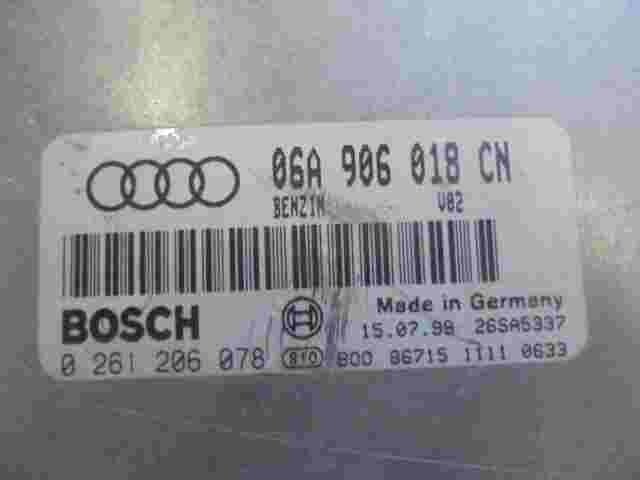 06A 906 018 CN
BENZIN V02
BOSCH Made in Germany
15.07.98 26SA5337
0 261 206 078 810 800 86715 1111 0633